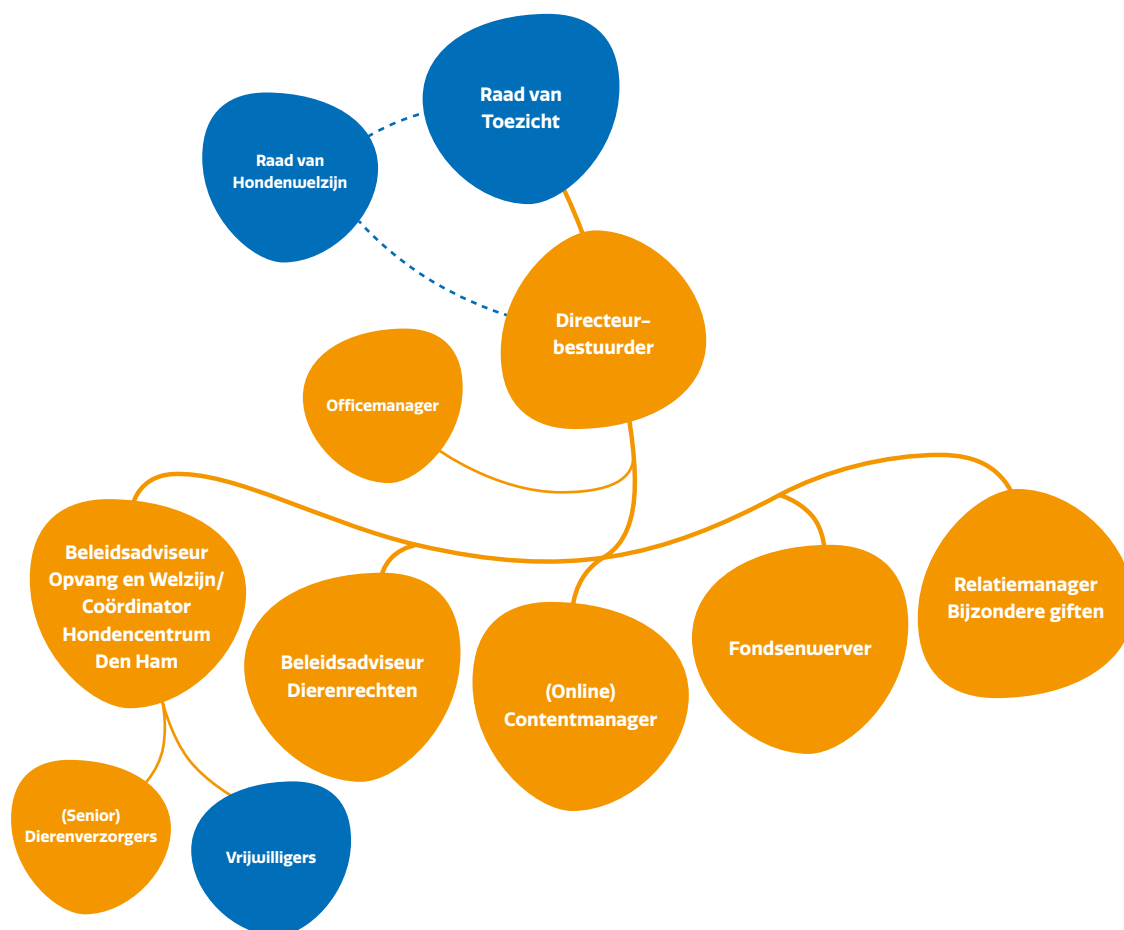 Raad van
Toezicht
Raad van
Hondenwelzijn
Directeur-
bestuurder
Officemanager
Beleidsadviseur
Opvang en Welzijn/
Coördinator
Hondencentrum
Den Ham
Beleidsadviseur
Dierenrechten
(Online)
Contentmanager
Fondsenwerver
Relatiemanager
Bijzondere giften
(Senior)
Dierenverzorgers
Vrijwilligers